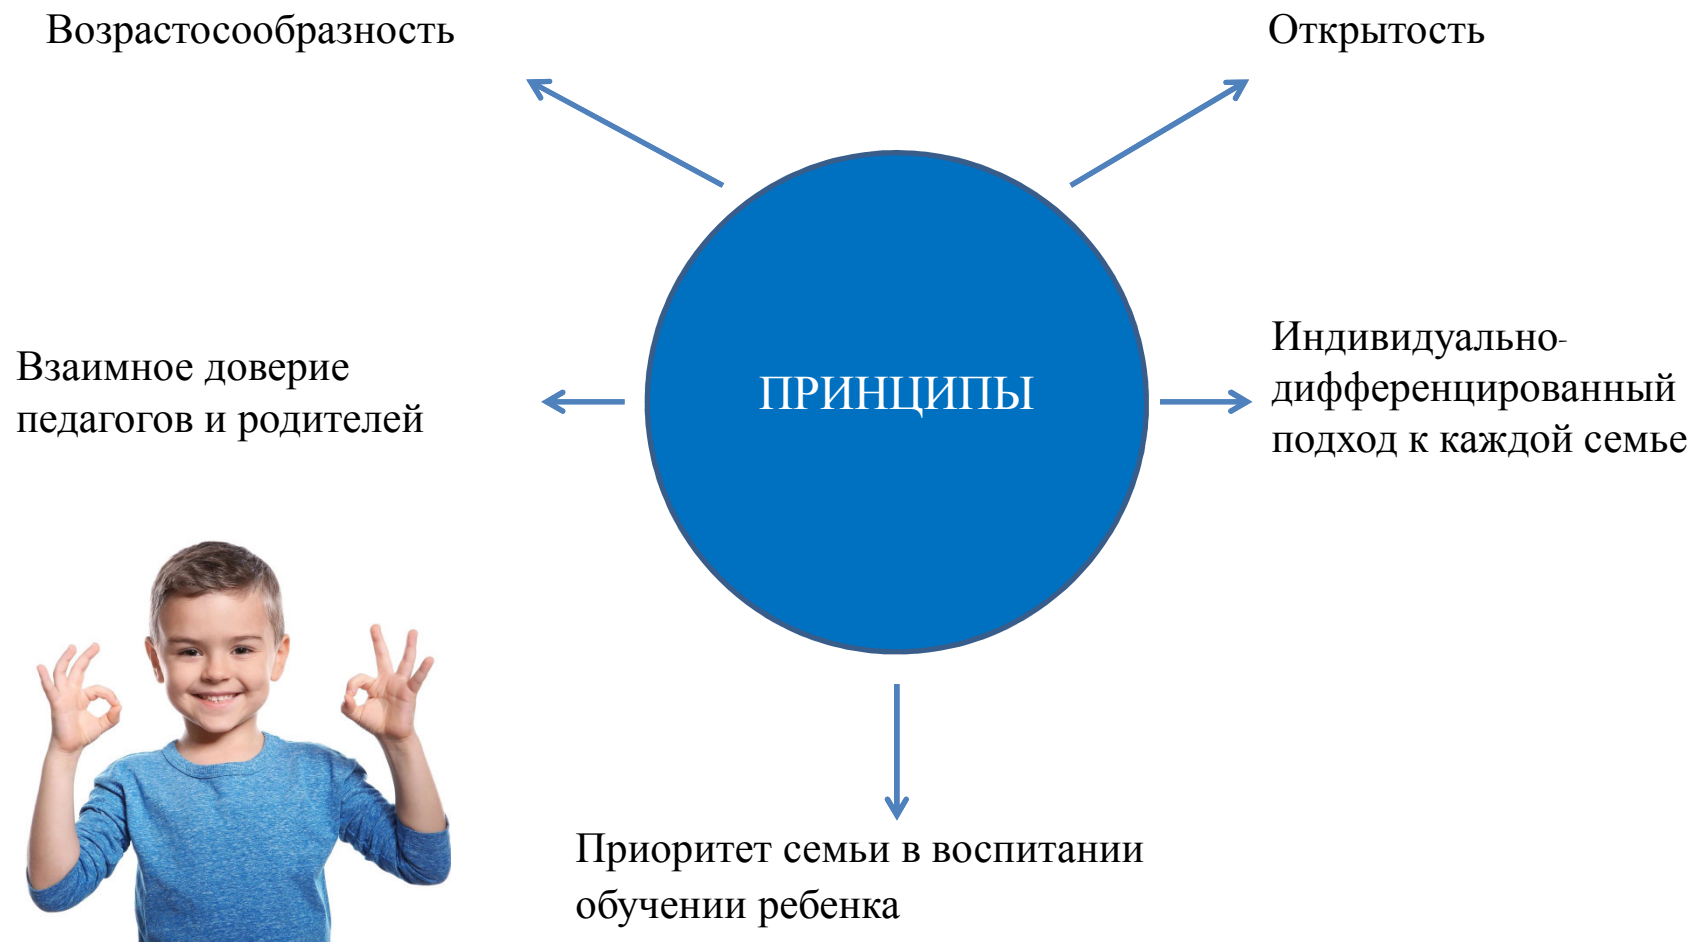 Возрастосообразность
Открытость
Взаимное доверие
педагогов и родителей
ПРИНЦИПЫ
Индивидуально-
дифференцированный
подход к каждой семье
Приоритет семьи в воспитании
обучении ребенка